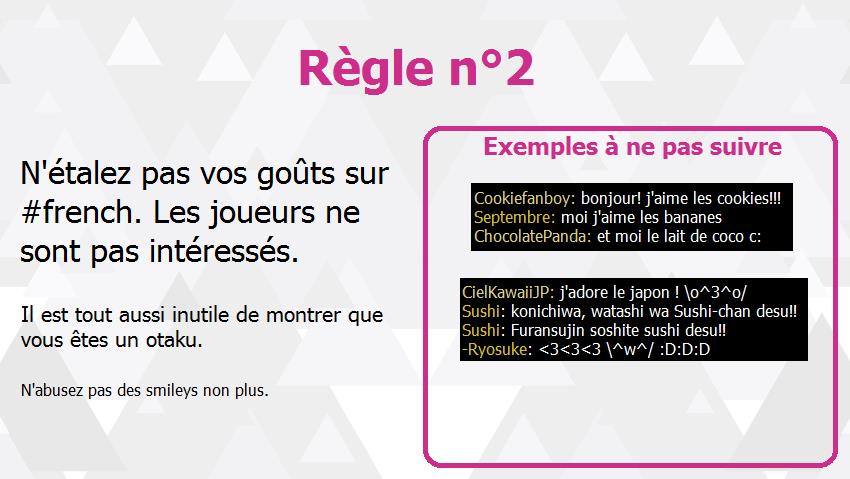 Règle n°2
N'étalez pas vos goûts sur
#french. Les joueurs ne
sont pas intéressés.
Il est tout aussi inutile de montrer que
vous êtes un otaku.
N'abusez pas des smileys non plus.
Exemples à ne pas suivre
Cookiefanboy: bonjour! j'aime les cookies!!!
Septembre: moi j'aime les bananes
ChocolatePanda: et moi le lait de coco c:
CielKawaiiJP: j'adore le japon ! \o^3^o/
Sushi: konichiwa, watashi wa Sushi-chan desu!!
Sushi: Furansujin soshite sushi desu!!
-Ryosuke: <3<3<3 \^w^/ :D:D:D